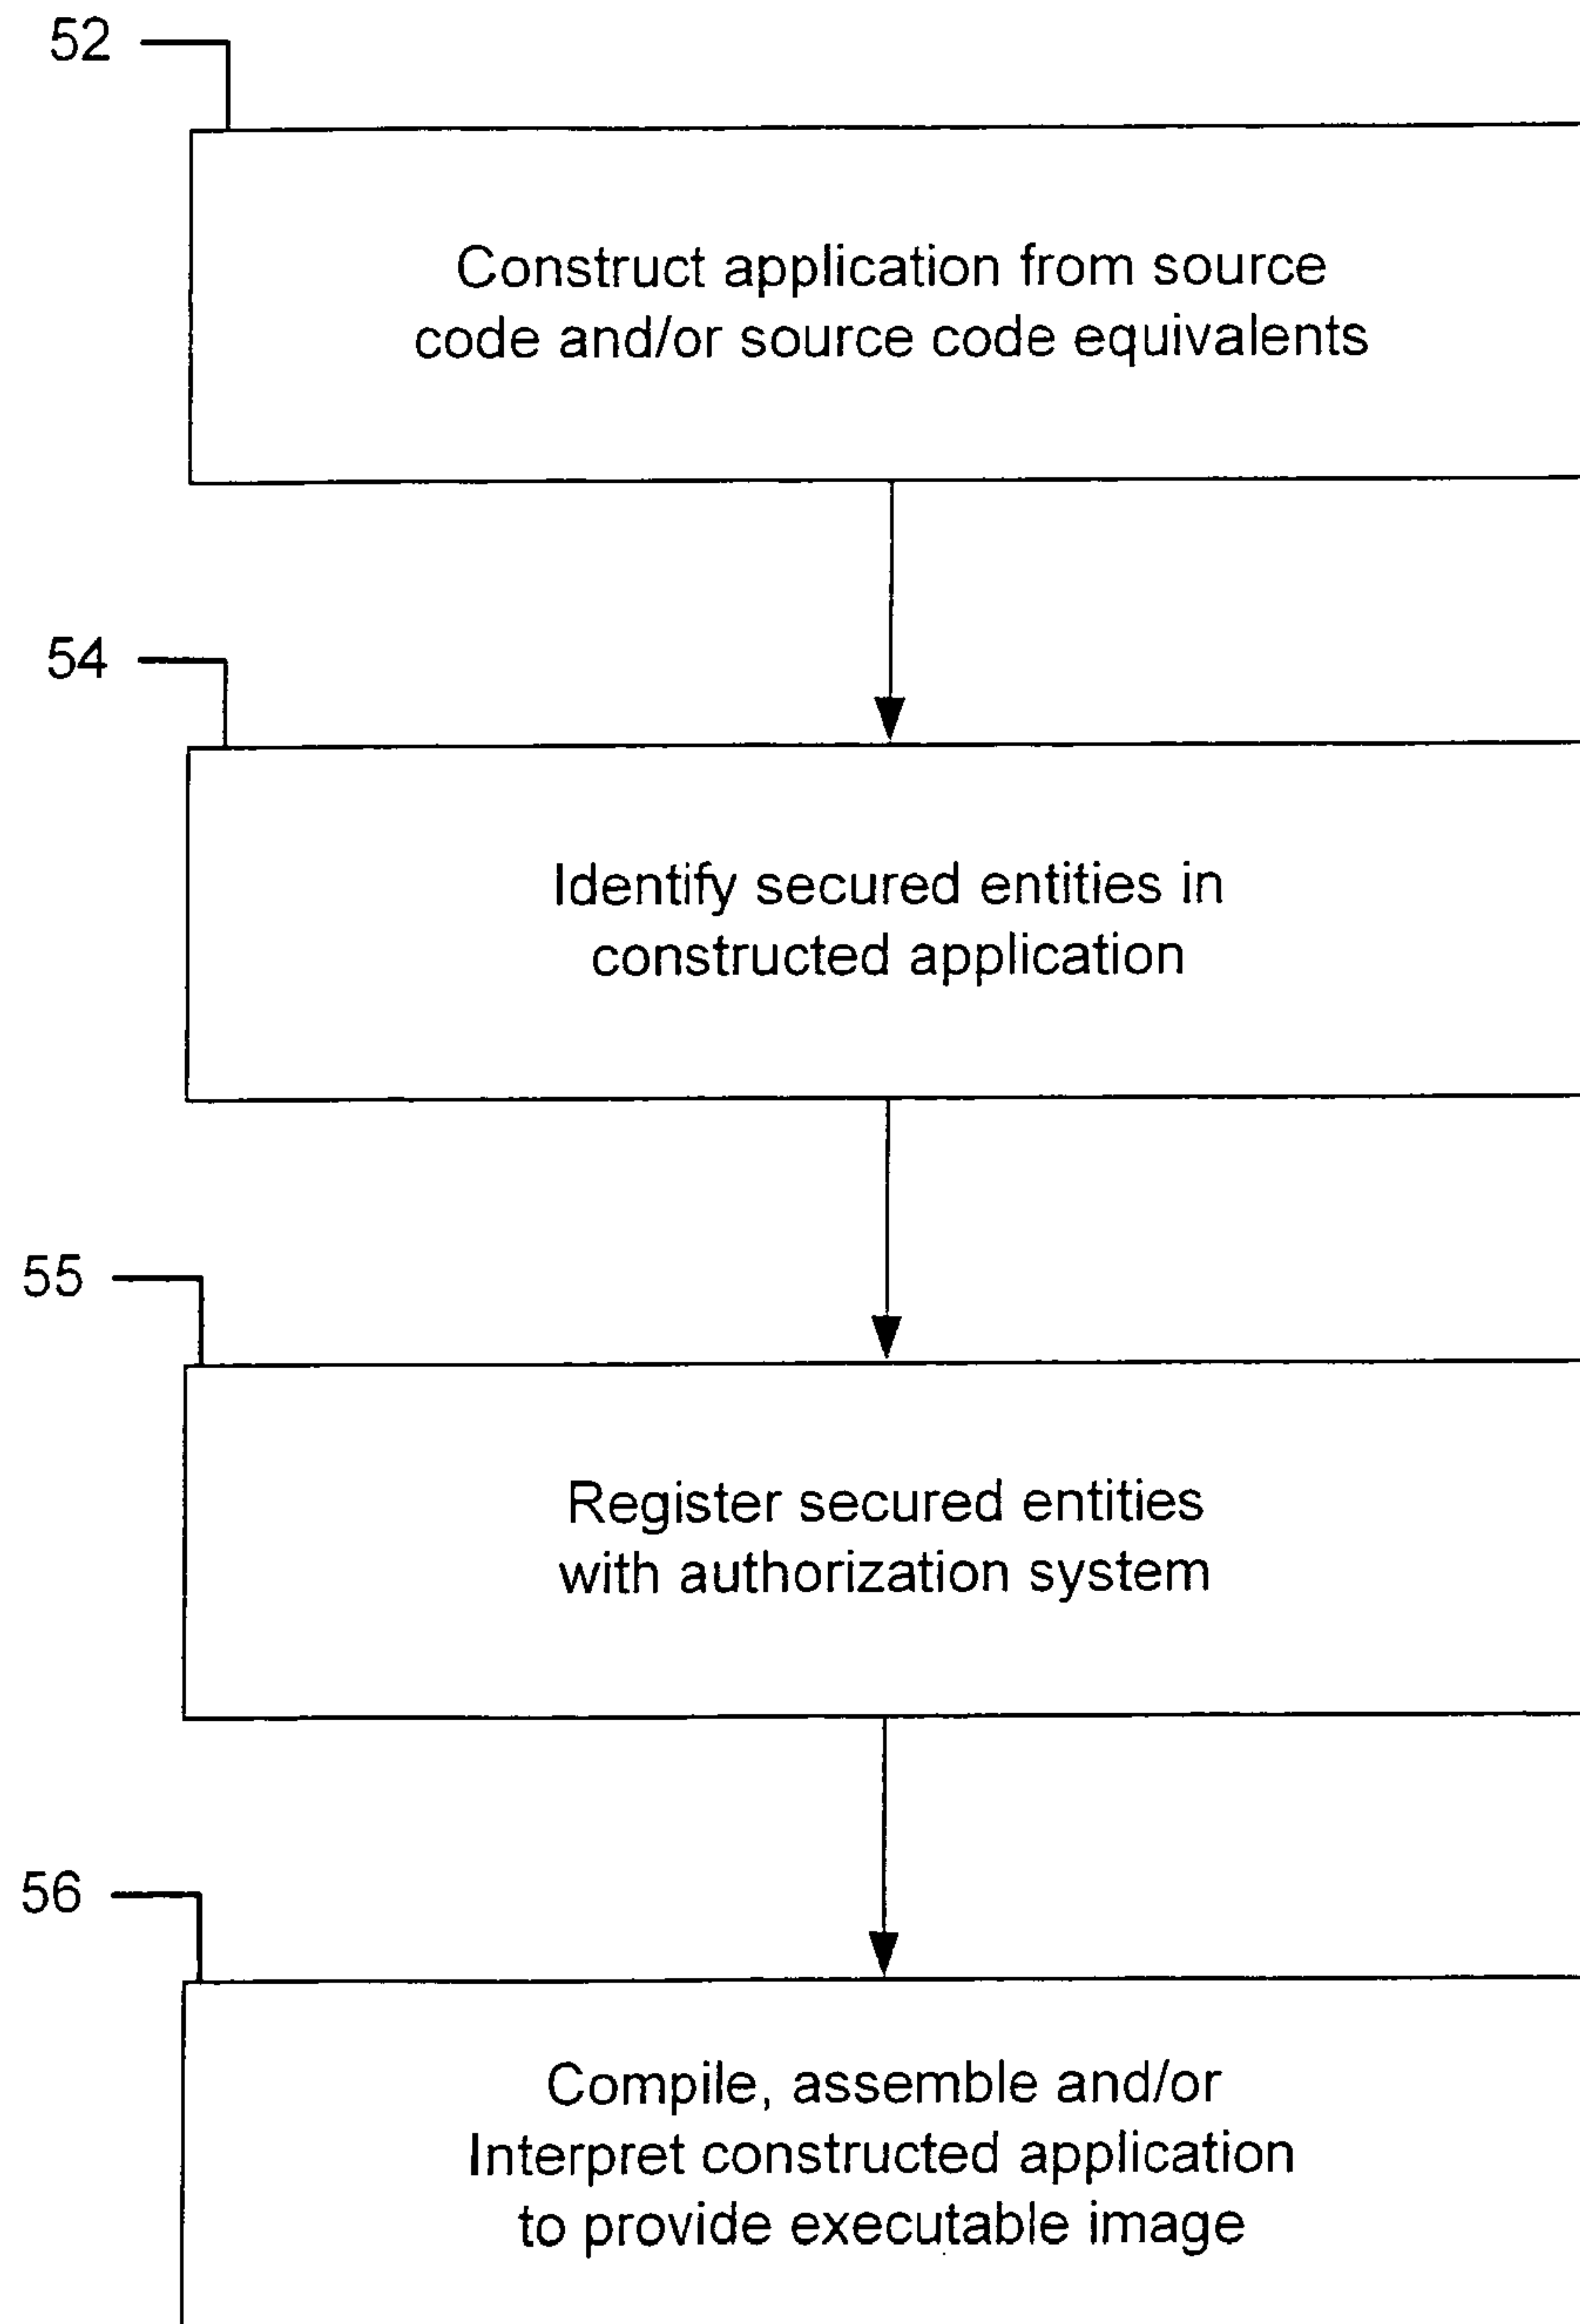 52
Construct application from source
code and/or source code equivalents
54
Identify secured entities in
constructed application
55
Register secured entities
with authorization system
56
Compile, assemble and/or
Interpret constructed application
to provide executable image